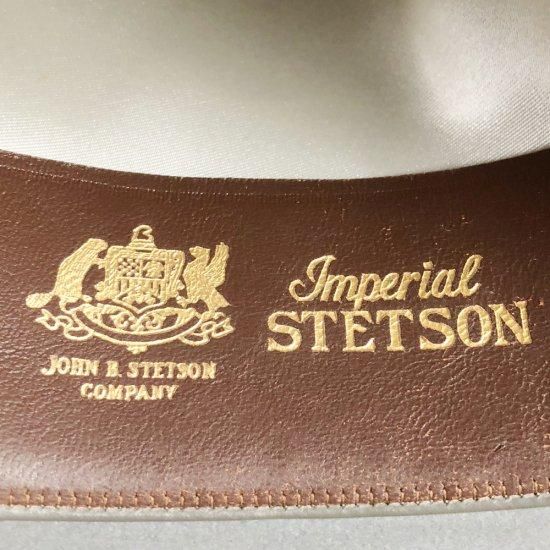 JOHN B. STETSON
COMPANY
Imperial
STETSON